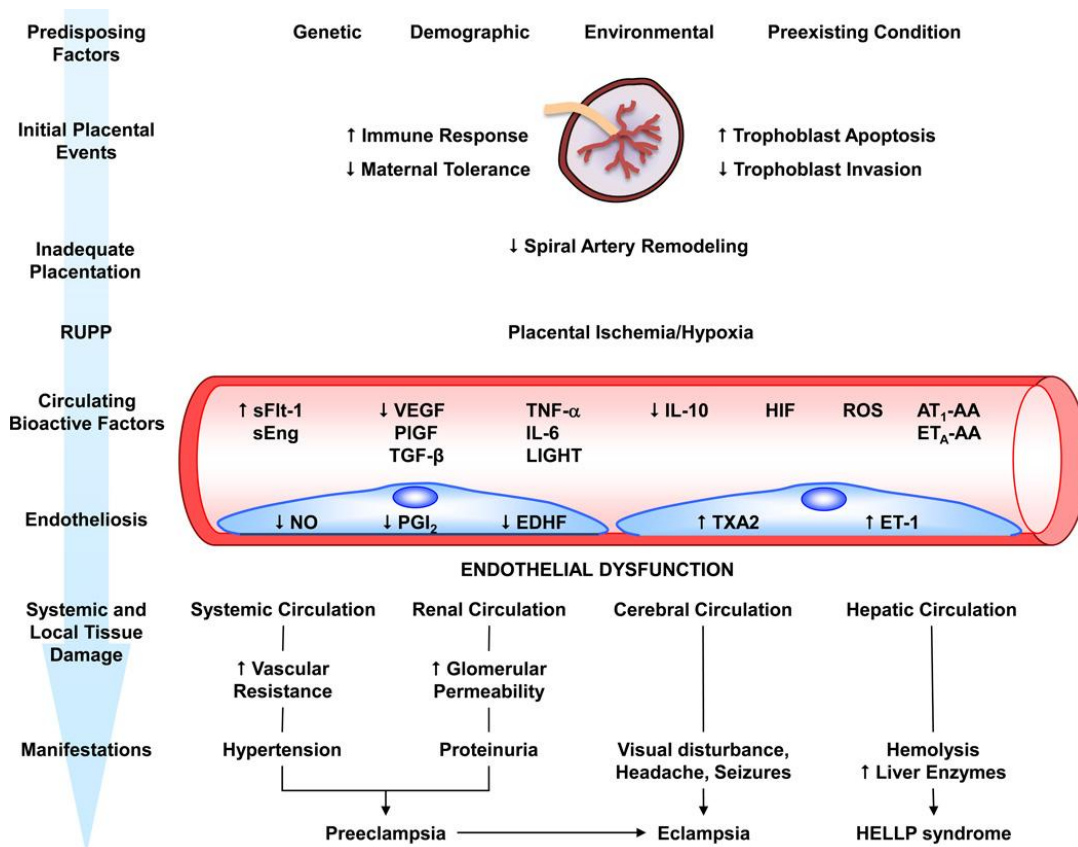 Predisposing
Factors
Genetic Demographic Environmental Preexisting Condition
Initial Placental
Events
↑ Immune Response
↓ Maternal Tolerance
↑ Trophoblast Apoptosis
↓ Trophoblast Invasion
Inadequate
Placentation
↓ Spiral Artery Remodeling
RUPP
Placental Ischemia/Hypoxia
Circulating
Bioactive Factors
↑ sFlt-1
sEng
↓ VEGF
PlGF
TGF-β
TNF-α
IL-6
LIGHT
↓ IL-10
HIF
ROS
AT₁-AA
ET_A-AA
Endotheliosis
↓ NO ↓ PGI₂ ↓ EDHF ↑ TXA2 ↑ ET-1
ENDOTHELIAL DYSFUNCTION
Systemic and
Local Tissue
Damage
Systemic Circulation Renal Circulation Cerebral Circulation Hepatic Circulation
↑ Vascular
Resistance
↑ Glomerular
Permeability
Manifestations
Hypertension
Proteinuria
Visual disturbance,
Headache, Seizures
Hemolysis
↑ Liver Enzymes
Preeclampsia
Eclampsia
HELLP syndrome